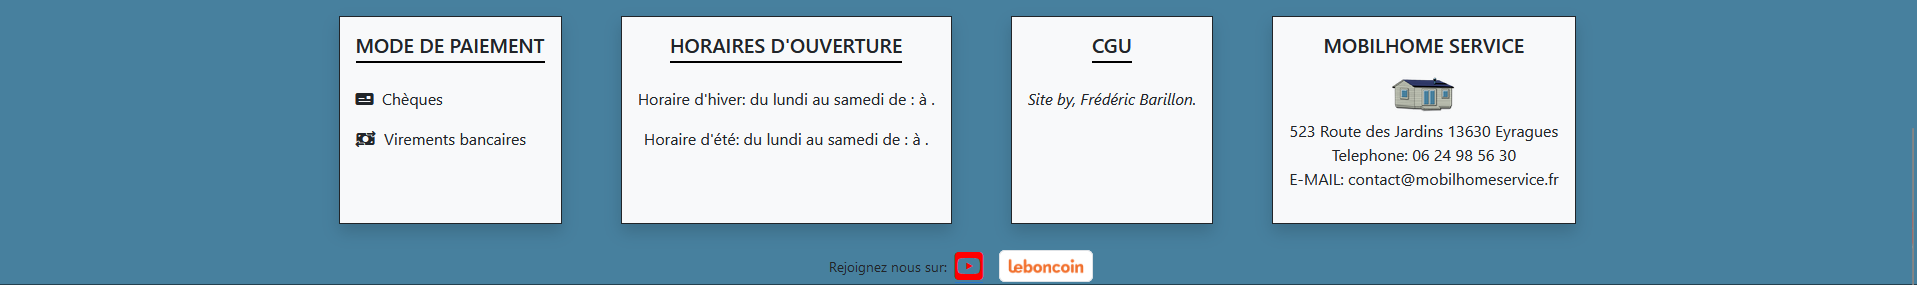 MODE DE PAIEMENT
Chèques
Virements bancaires
HORAIRES D'OUVERTURE
Horaire d'hiver: du lundi au samedi de : à .
Horaire d'été: du lundi au samedi de : à .
CGU
Site by, Frédéric Barillon.
MOBILHOME SERVICE
523 Route des Jardins 13630 Eyragues
Telephone: 06 24 98 56 30
E-MAIL: contact@mobilhomeservice.fr
Rejoignez nous sur:
leboncoin